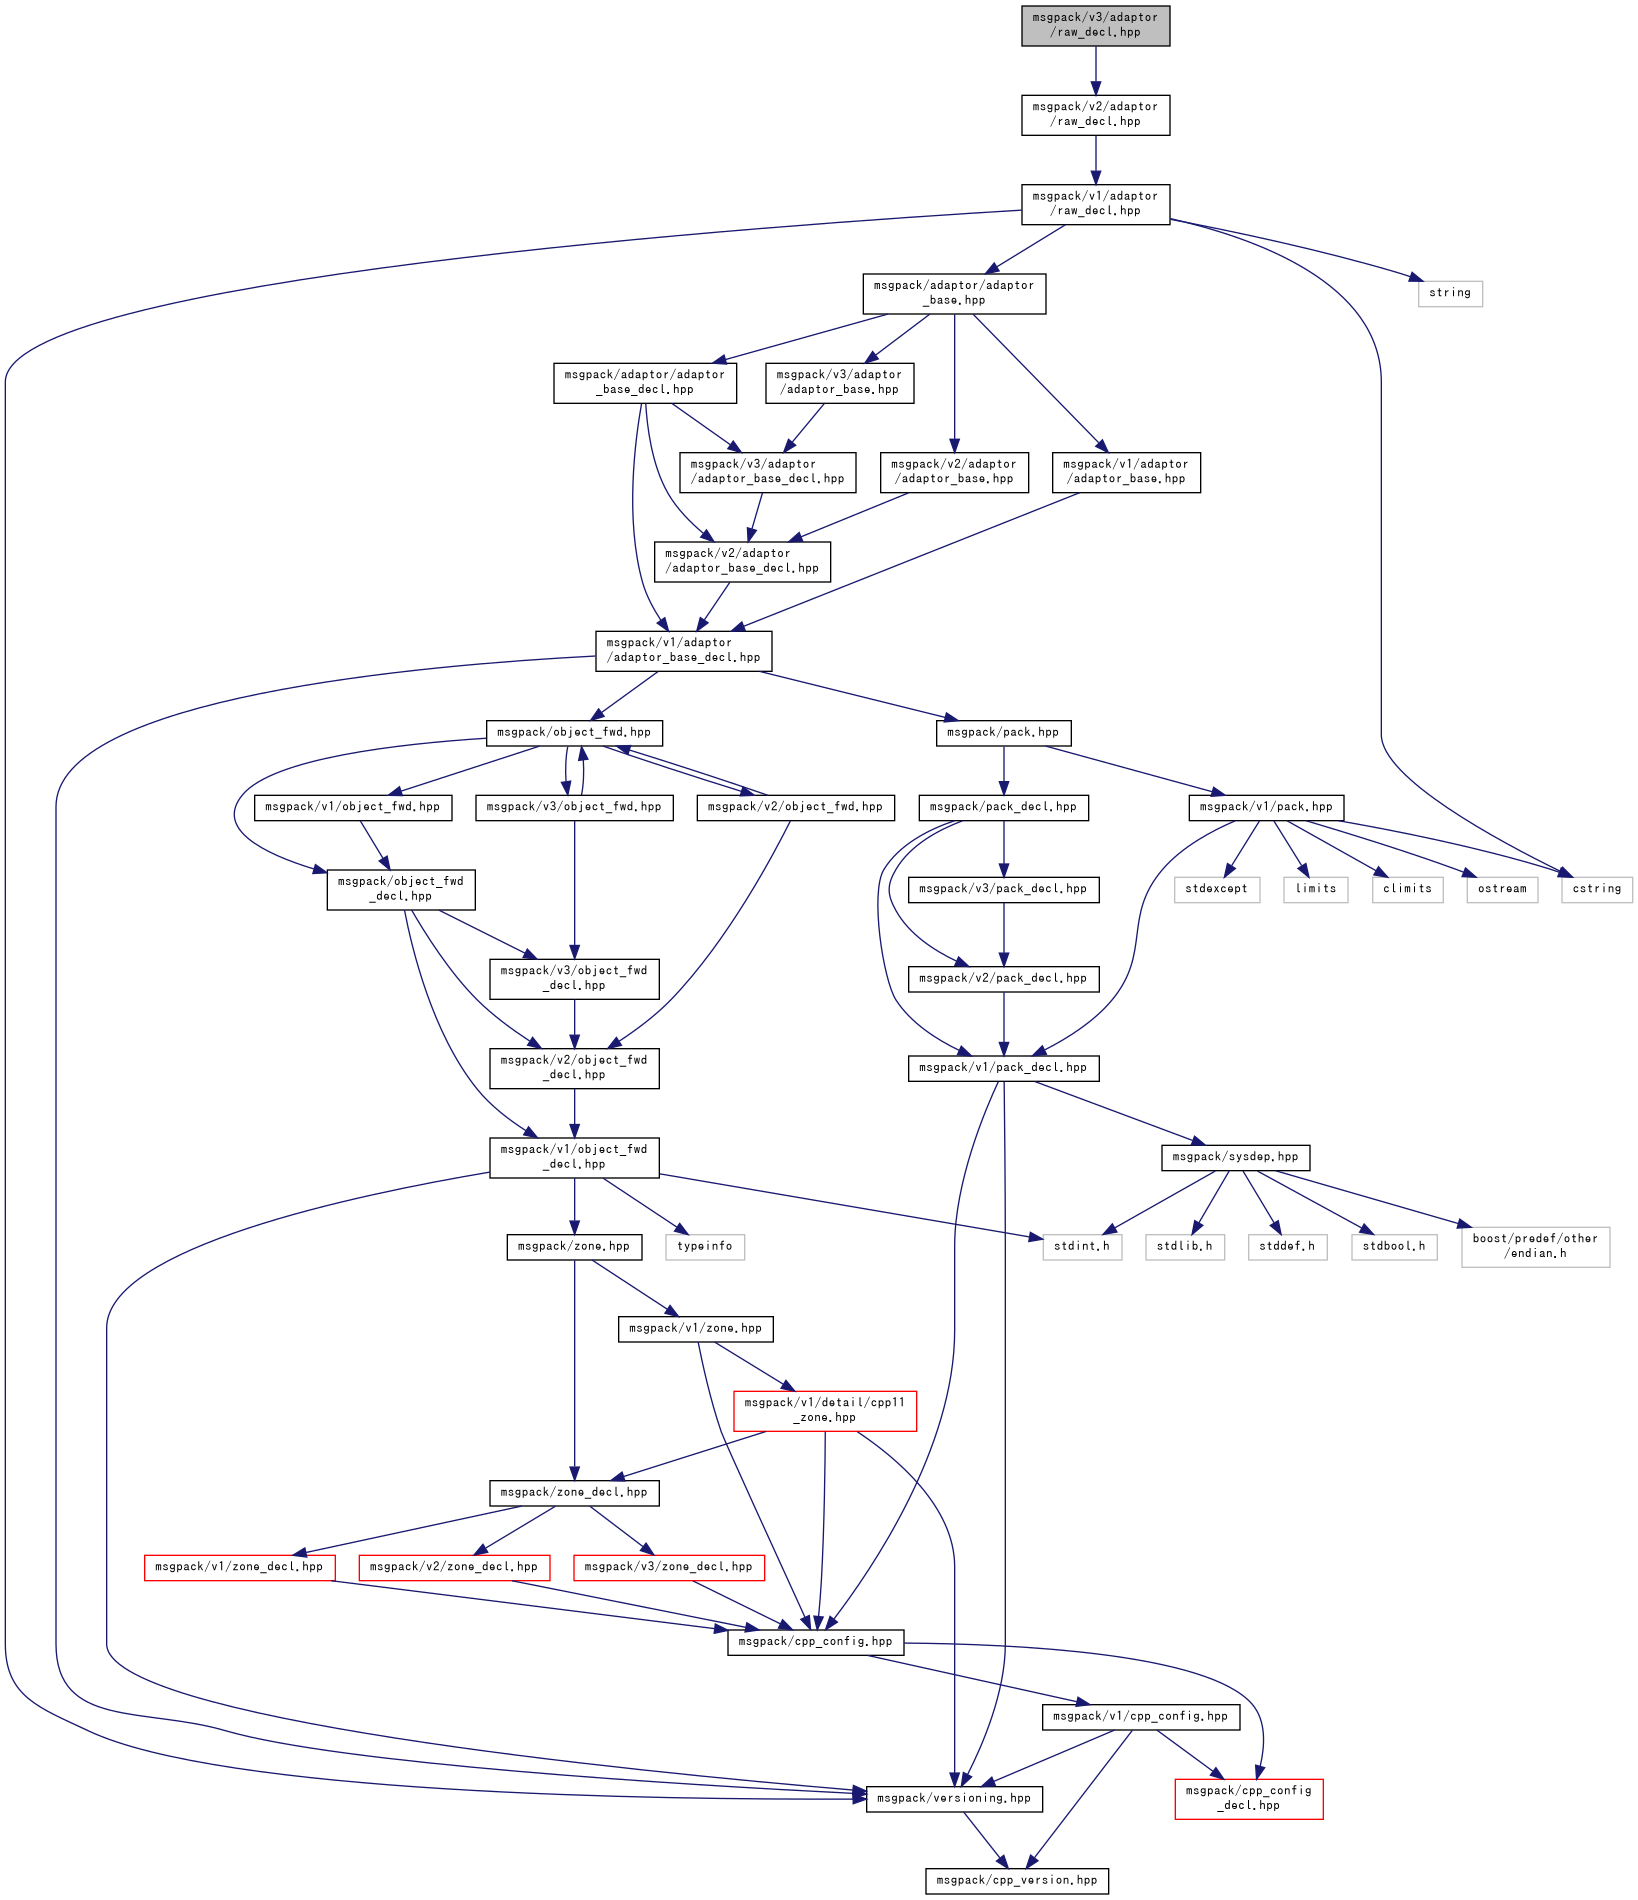 msgpack/v3/adaptor
/raw_decl.hpp
msgpack/v2/adaptor
/raw_decl.hpp
msgpack/v1/adaptor
/raw_decl.hpp
msgpack/adaptor/adaptor
_base.hpp
string
msgpack/adaptor/adaptor
_base_decl.hpp
msgpack/v3/adaptor
/adaptor_base.hpp
msgpack/v3/adaptor
/adaptor_base_decl.hpp
msgpack/v2/adaptor
/adaptor_base.hpp
msgpack/v1/adaptor
/adaptor_base.hpp
msgpack/v2/adaptor
/adaptor_base_decl.hpp
msgpack/v1/adaptor
/adaptor_base_decl.hpp
msgpack/object_fwd.hpp
msgpack/pack.hpp
msgpack/v1/object_fwd.hpp
msgpack/v3/object_fwd.hpp
msgpack/v2/object_fwd.hpp
msgpack/pack_decl.hpp
msgpack/v1/pack.hpp
msgpack/object_fwd
_decl.hpp
msgpack/v3/pack_decl.hpp
stdexcept
limits
climits
ostream
cstring
msgpack/v3/object_fwd
_decl.hpp
msgpack/v2/pack_decl.hpp
msgpack/v2/object_fwd
_decl.hpp
msgpack/v1/pack_decl.hpp
msgpack/v1/object_fwd
_decl.hpp
msgpack/sysdep.hpp
msgpack/zone.hpp
typeinfo
stdint.h
stdlib.h
stddef.h
stdbool.h
boost/predef/other
/endian.h
msgpack/v1/zone.hpp
msgpack/v1/detail/cpp11
_zone.hpp
msgpack/zone_decl.hpp
msgpack/v1/zone_decl.hpp
msgpack/v2/zone_decl.hpp
msgpack/v3/zone_decl.hpp
msgpack/cpp_config.hpp
msgpack/v1/cpp_config.hpp
msgpack/versioning.hpp
msgpack/cpp_config
_decl.hpp
msgpack/cpp_version.hpp